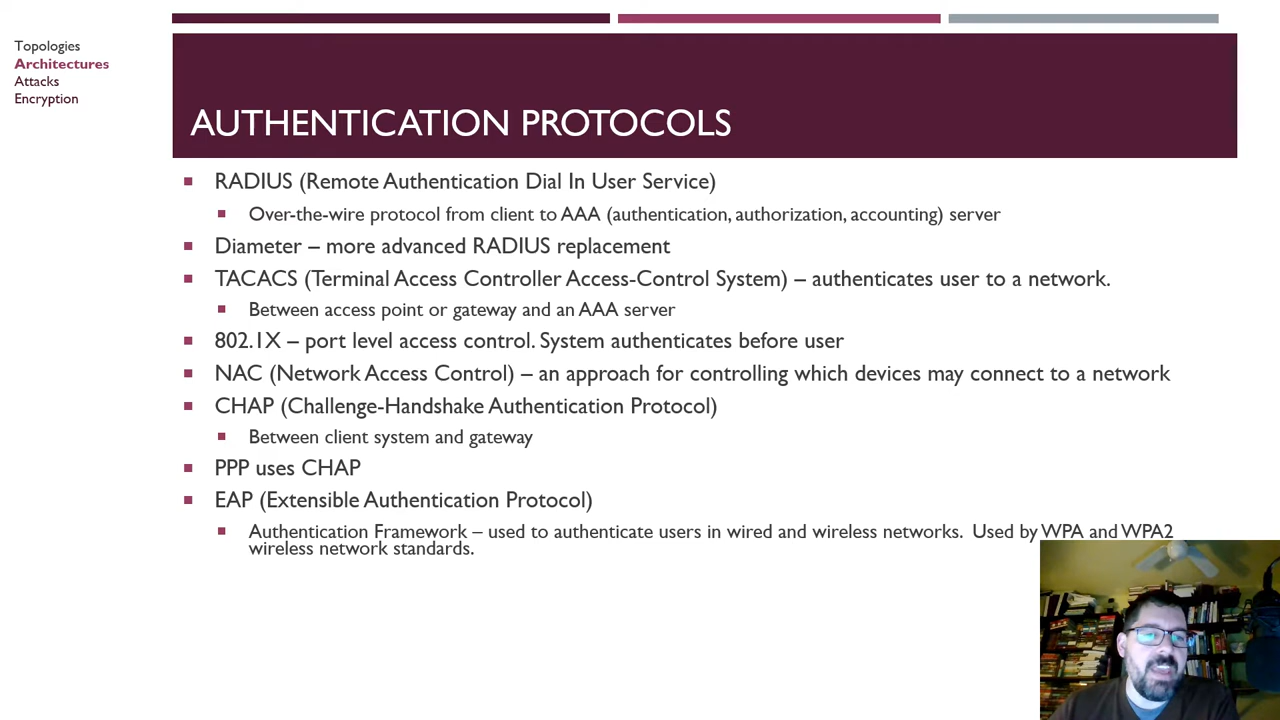 Topologies
Architectures
Attacks
Encryption
AUTHENTICATION PROTOCOLS
RADIUS (Remote Authentication Dial In User Service)
Over-the-wire protocol from client to AAA (authentication, authorization, accounting) server
Diameter – more advanced RADIUS replacement
TACACS (Terminal Access Controller Access-Control System) – authenticates user to a network.
Between access point or gateway and an AAA server
802.1X – port level access control. System authenticates before user
NAC (Network Access Control) – an approach for controlling which devices may connect to a network
CHAP (Challenge-Handshake Authentication Protocol)
Between client system and gateway
PPP uses CHAP
EAP (Extensible Authentication Protocol)
Authentication Framework – used to authenticate users in wired and wireless networks. Used by WPA and WPA2
wireless network standards.